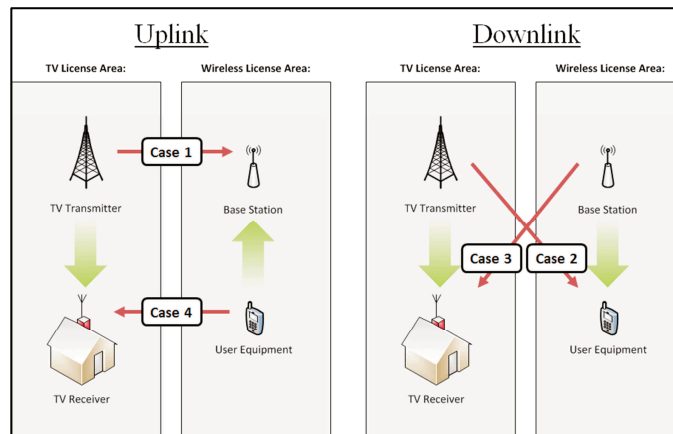 Uplink
Downlink
TV License Area:
Wireless License Area:
TV License Area:
Wireless License Area:
Case 1
TV Transmitter
Base Station
TV Transmitter
Base Station
Case 3
Case 2
Case 4
User Equipment
User Equipment
TV Receiver
TV Receiver